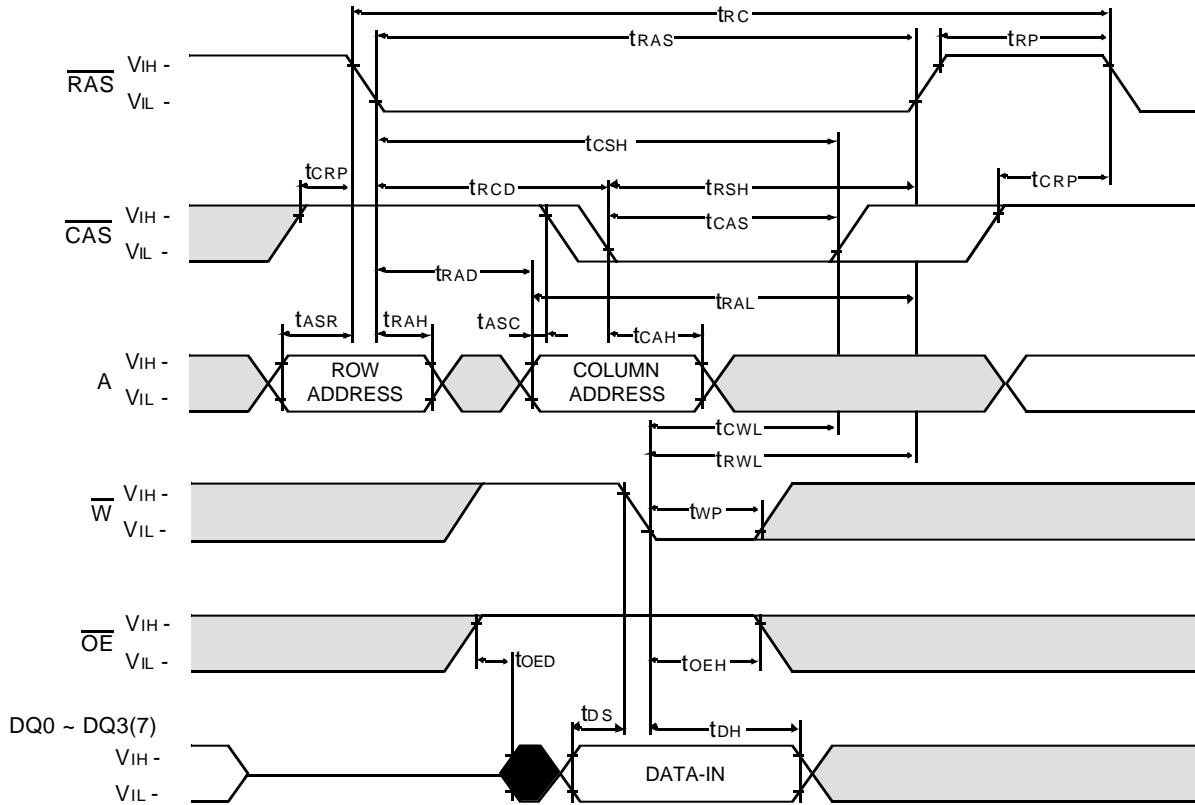 tRC
tRAS
tRP
RAS
VIH -
VIL -
tCSH
tCRP
tRCD
tRSH
tCRP
CAS
VIH -
VIL -
tCAS
tRAD
tRAL
tASR
tRAH
tASC
tCAH
A
VIH -
VIL -
ROW
ADDRESS
COLUMN
ADDRESS
tCWL
tRWL
W
VIH -
VIL -
tWP
OE
VIH -
VIL -
tOED
tOEH
DQ0 ~ DQ3(7)
tDS
tDH
VIH -
VIL -
DATA-IN